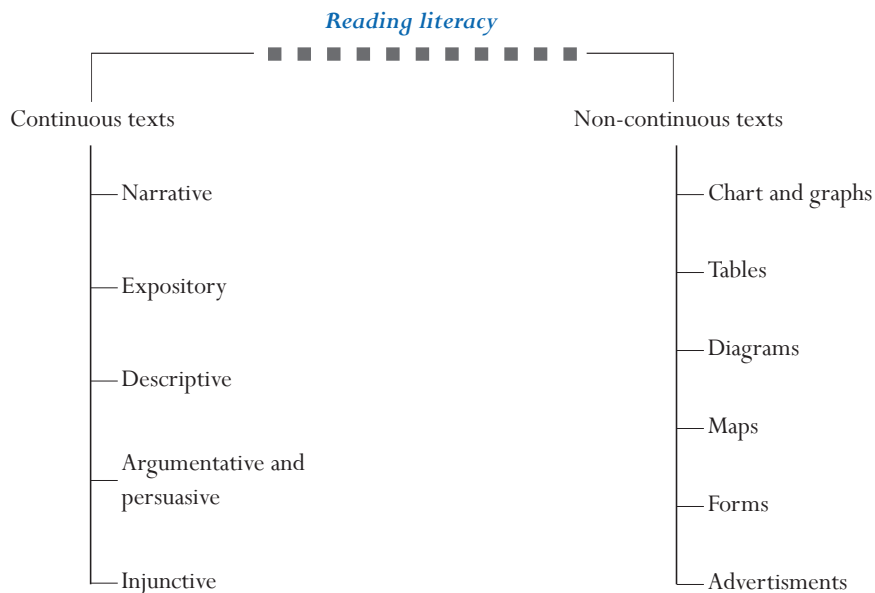 Reading literacy
Continuous texts
Narrative
Expository
Descriptive
Argumentative and
persuasive
Injunctive
Non-continuous texts
Chart and graphs
Tables
Diagrams
Maps
Forms
Advertisments